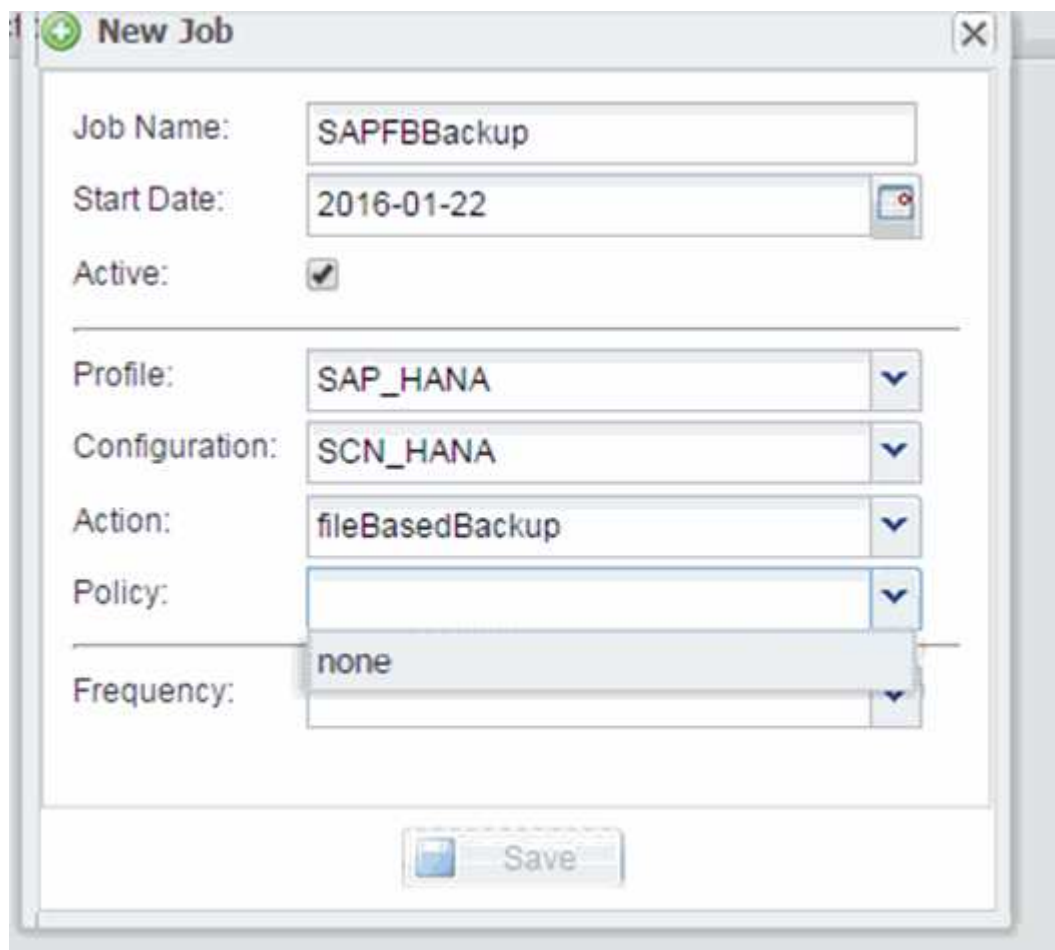 New Job
Job Name: SAPFBBackup
Start Date: 2016-01-22
Active:
Profile: SAP_HANA
Configuration: SCN_HANA
Action: fileBasedBackup
Policy:
none
Frequency:
Save